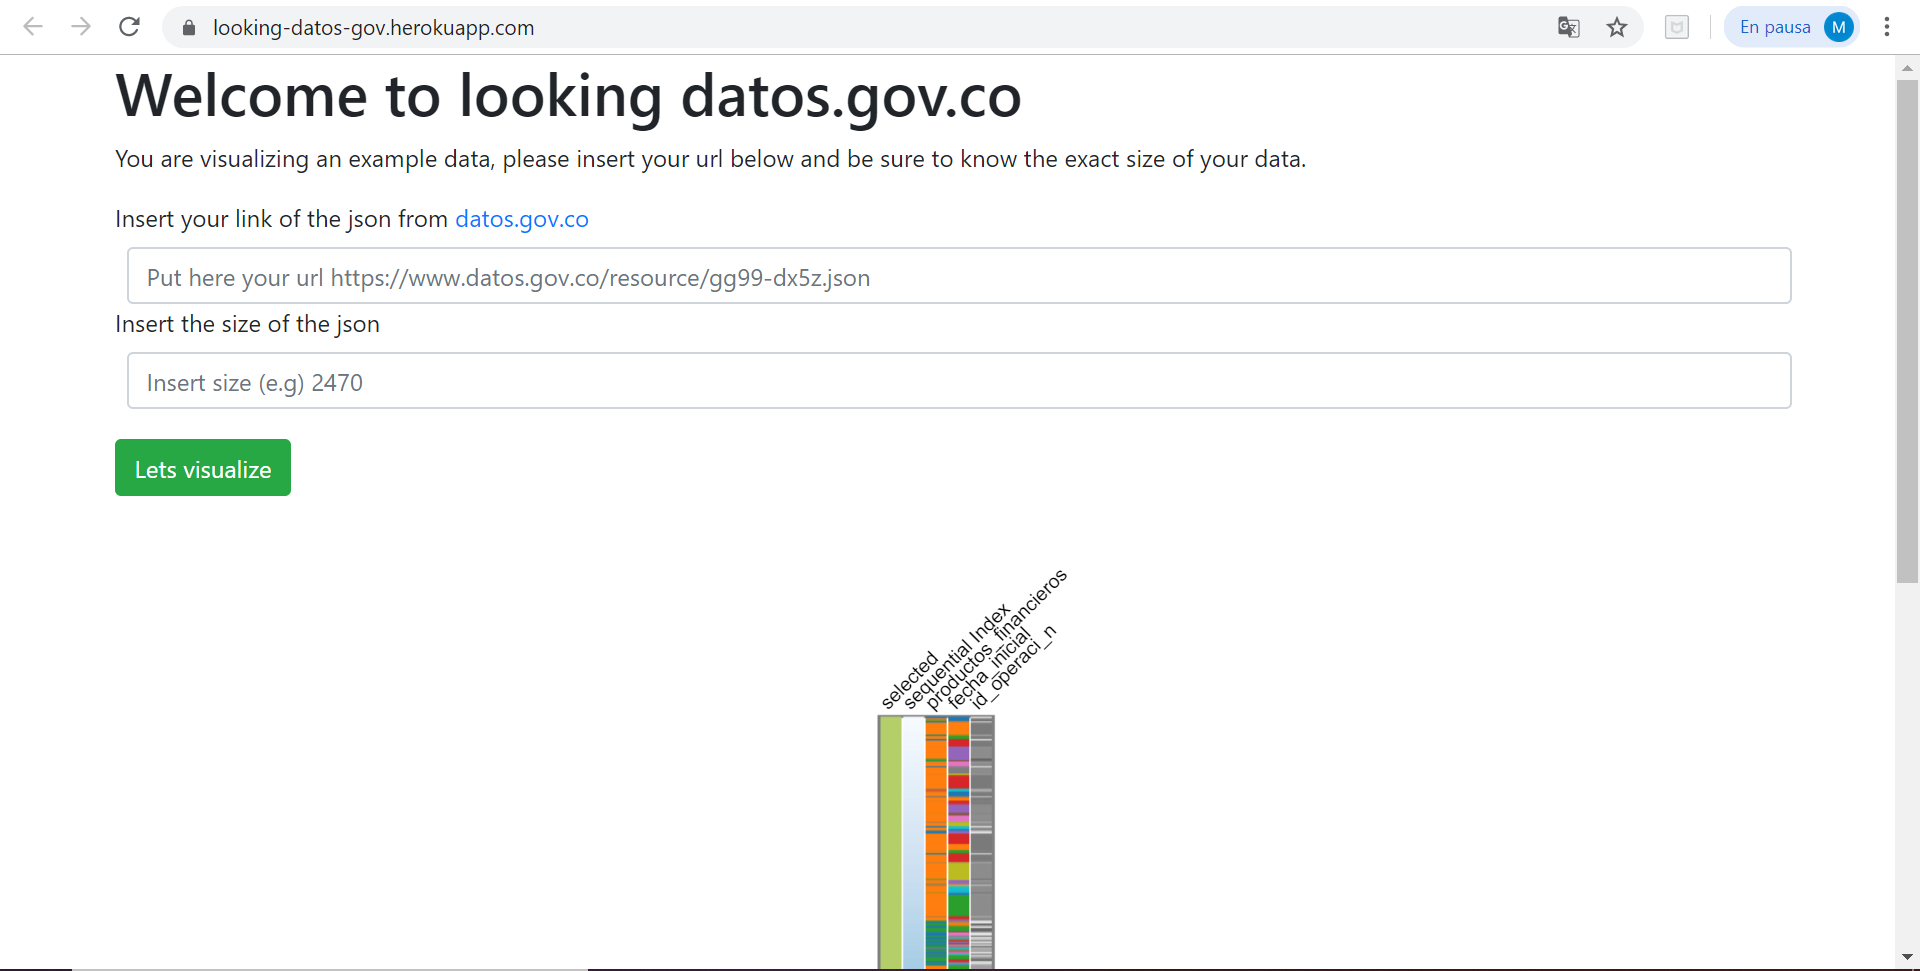 looking-datos-gov.herokuapp.com
En pausa M
Welcome to looking datos.gov.co
You are visualizing an example data, please insert your url below and be sure to know the exact size of your data.
Insert your link of the json from datos.gov.co
Put here your url https://www.datos.gov.co/resource/gg99-dx5z.json
Insert the size of the json
Insert size (e.g) 2470
Lets visualize
selected
sequential Index
productos_financieros
fecha_inicial
id_operaci_n